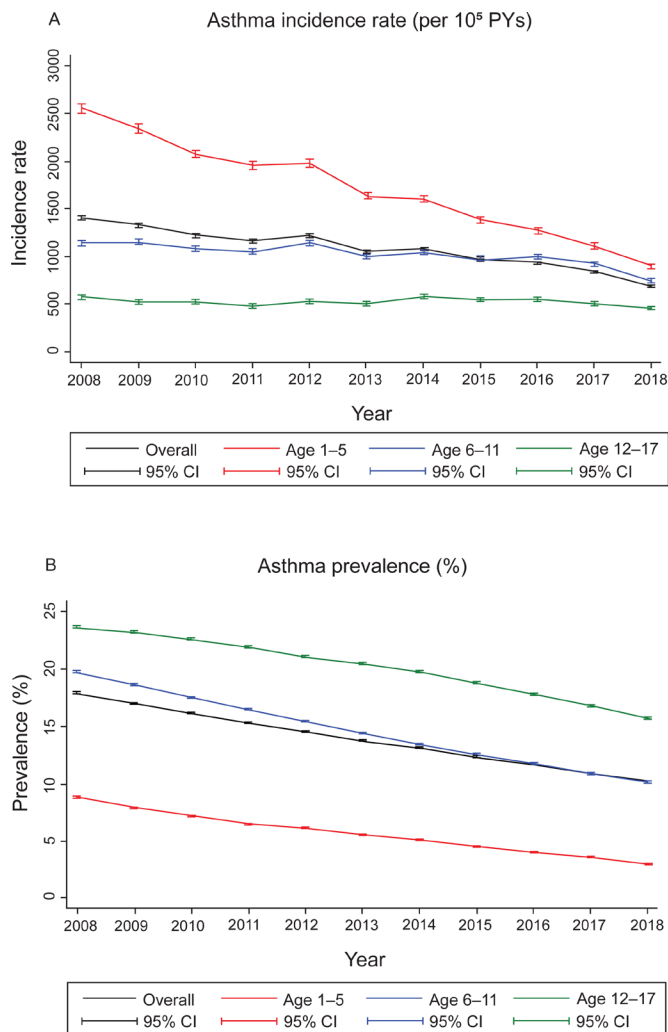 A
Asthma incidence rate (per 10⁵ PYs)
Incidence rate
3000
2500
2000
1500
1000
500
0
2008 2009 2010 2011 2012 2013 2014 2015 2016 2017 2018
Year
Overall Age 1–5 Age 6–11 Age 12–17
95% CI 95% CI 95% CI 95% CI
B
Asthma prevalence (%)
Prevalence (%)
25
20
15
10
5
0
2008 2009 2010 2011 2012 2013 2014 2015 2016 2017 2018
Year
Overall Age 1–5 Age 6–11 Age 12–17
95% CI 95% CI 95% CI 95% CI